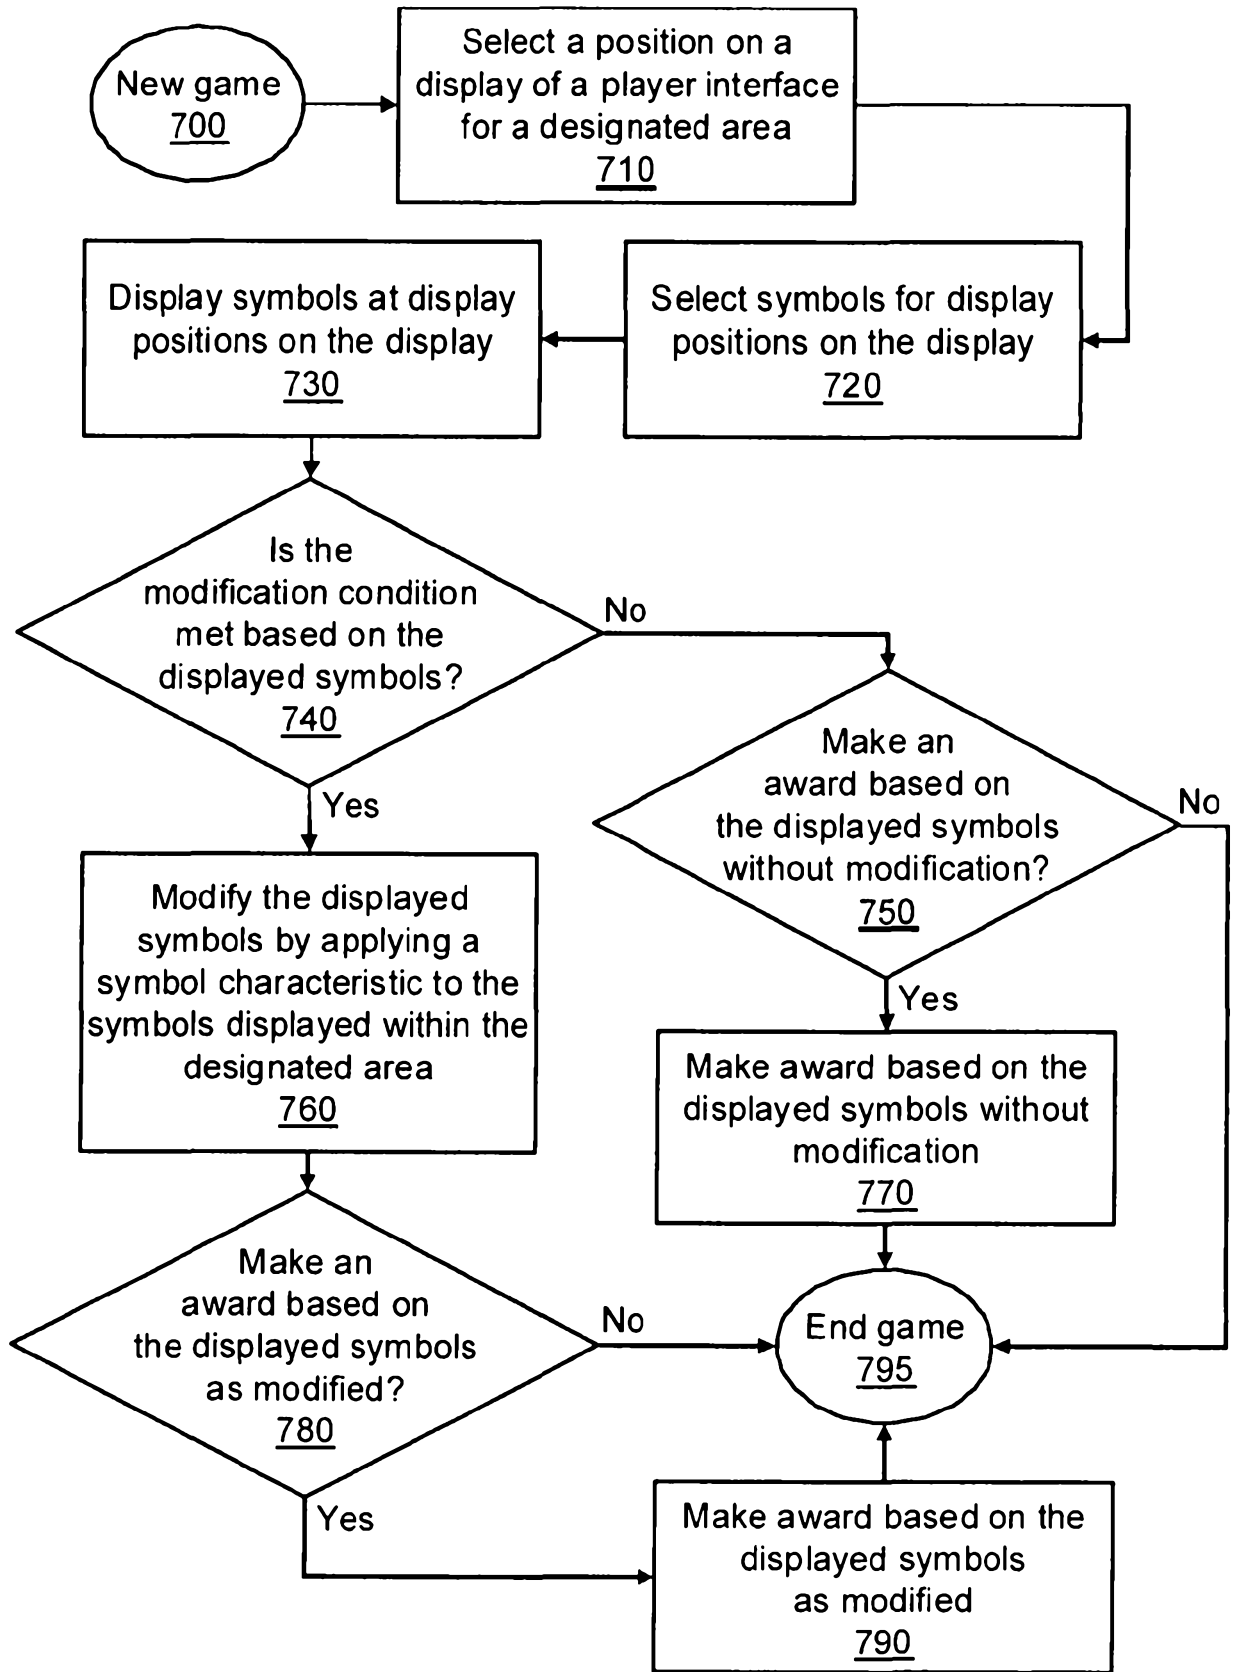 New game
700
Select a position on a
display of a player interface
for a designated area
710
Display symbols at display
positions on the display
730
Select symbols for display
positions on the display
720
Is the
modification condition
met based on the
displayed symbols?
740
No
Yes
Make an
award based on
the displayed symbols
without modification?
750
No
Yes
Modify the displayed
symbols by applying a
symbol characteristic to the
symbols displayed within the
designated area
760
Make award based on the
displayed symbols without
modification
770
Make an
award based on
the displayed symbols
as modified?
780
No
Yes
End game
795
Make award based on the
displayed symbols
as modified
790